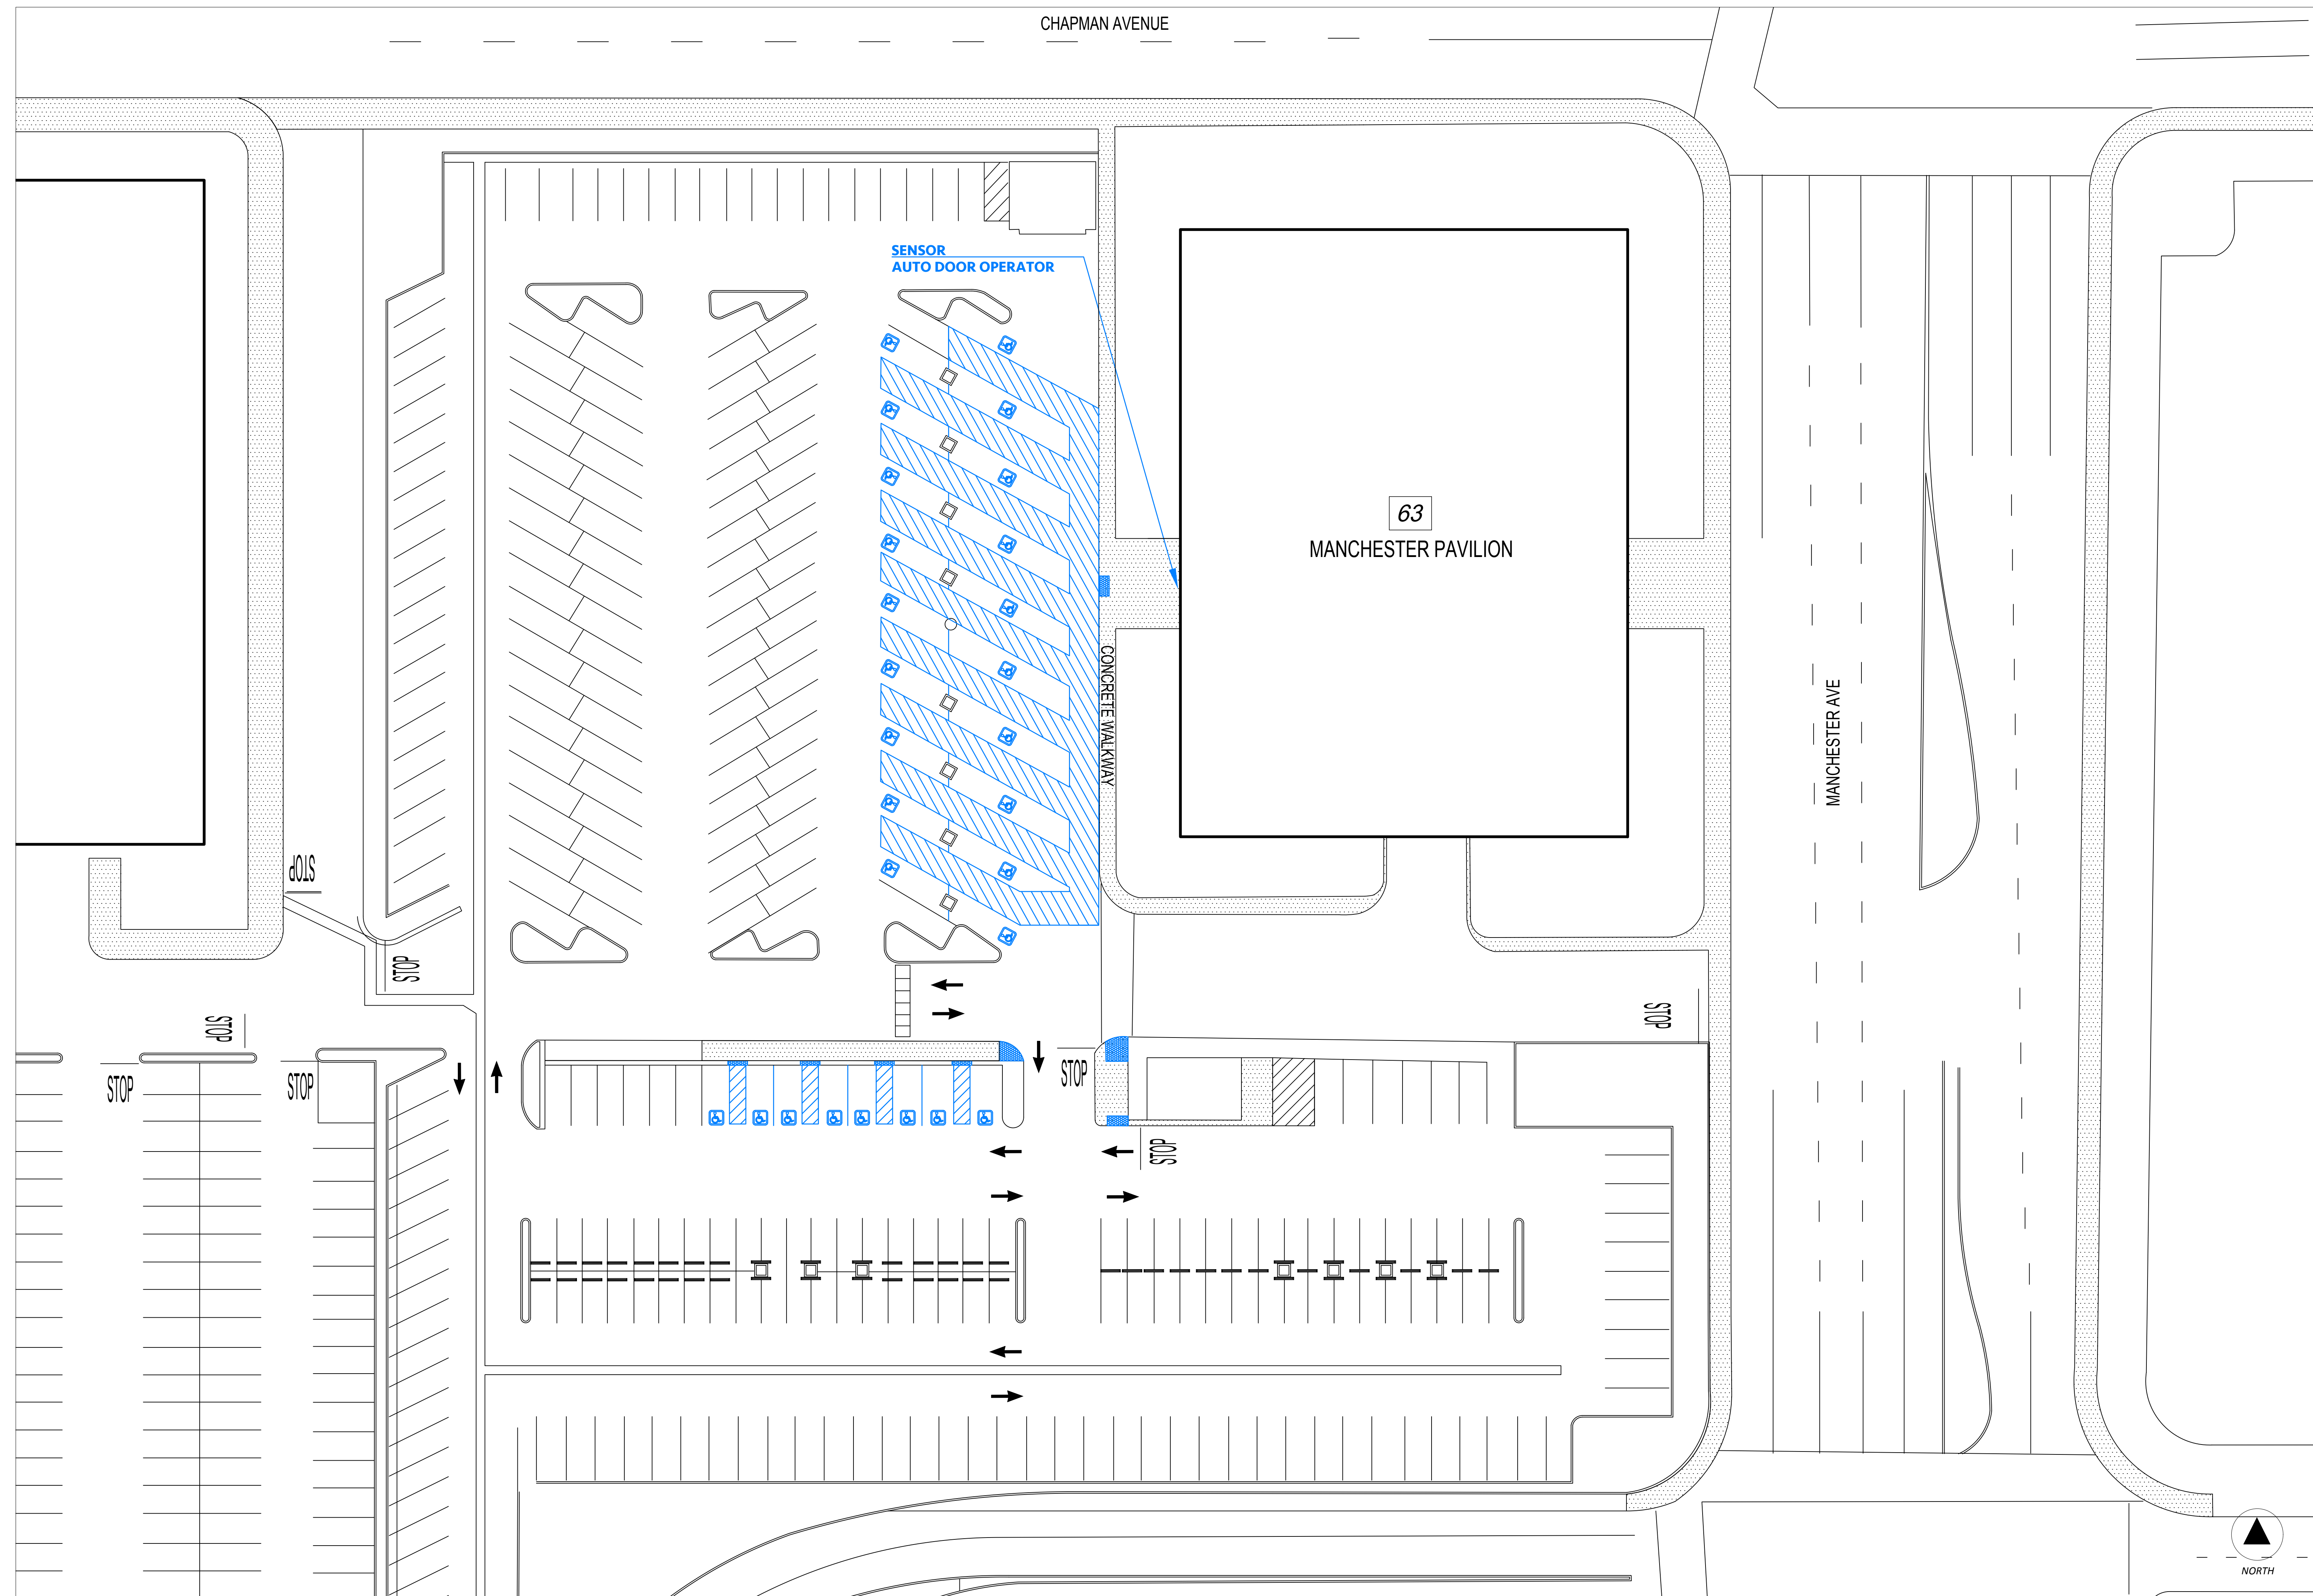 CHAPMAN AVENUE
SENSOR
AUTO DOOR OPERATOR
63
MANCHESTER PAVILION
CONCRETE WALKWAY
MANCHESTER AVE
STOP
STOP
STOP
STOP
STOP
STOP
STOP
STOP
NORTH